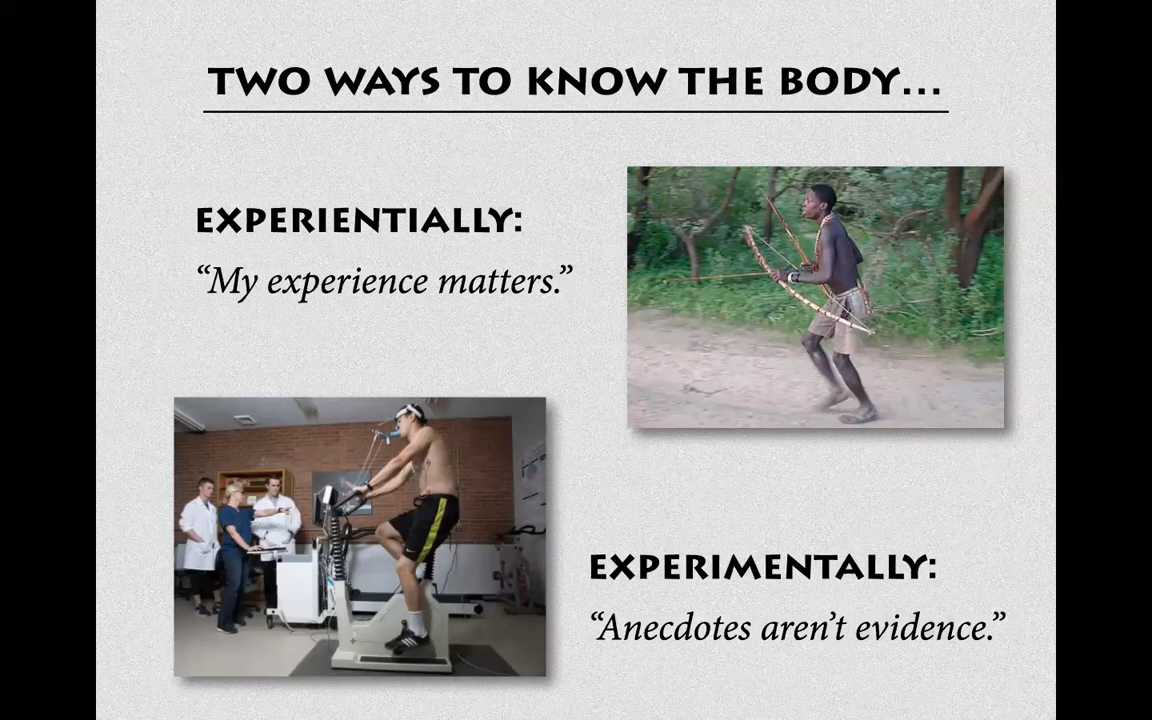 TWO WAYS TO KNOW THE BODY...
EXPERIENTIALLY:
“My experience matters.”
EXPERIMENTALLY:
“Anecdotes aren’t evidence.”